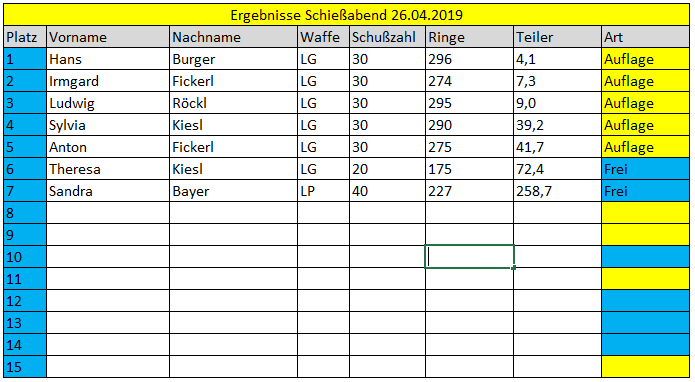 Ergebnisse Schießabend 26.04.2019
Platz Vorname Nachname Waffe Schußzahl Ringe Teiler Art
1 Hans Burger LG 30 296 4,1 Auflage
2 Irmgard Fickerl LG 30 274 7,3 Auflage
3 Ludwig Röckl LG 30 295 9,0 Auflage
4 Sylvia Kiesl LG 30 290 39,2 Auflage
5 Anton Fickerl LG 30 275 41,7 Auflage
6 Theresa Kiesl LG 20 175 72,4 Frei
7 Sandra Bayer LP 40 227 258,7 Frei
8
9
10
11
12
13
14
15